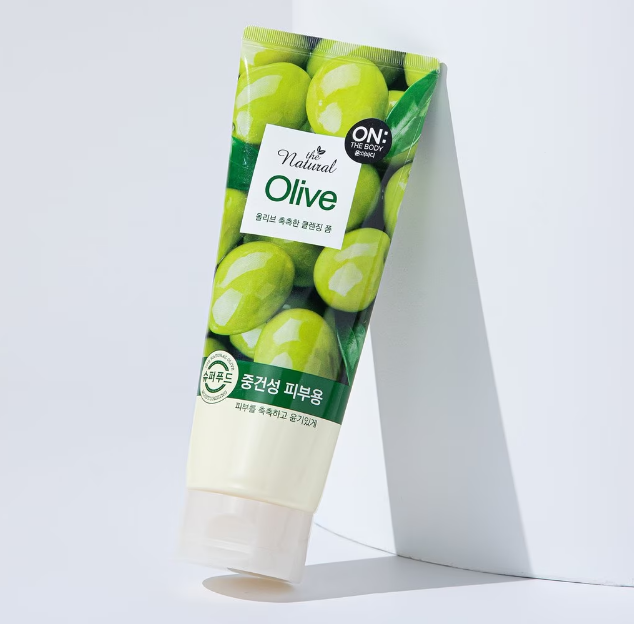 ON:
THE BODY
온더바디
the
Natural
Olive
올리브 촉촉한 클렌징 폼
슈퍼푸드
중건성 피부용
피부를 촉촉하고 윤기있게